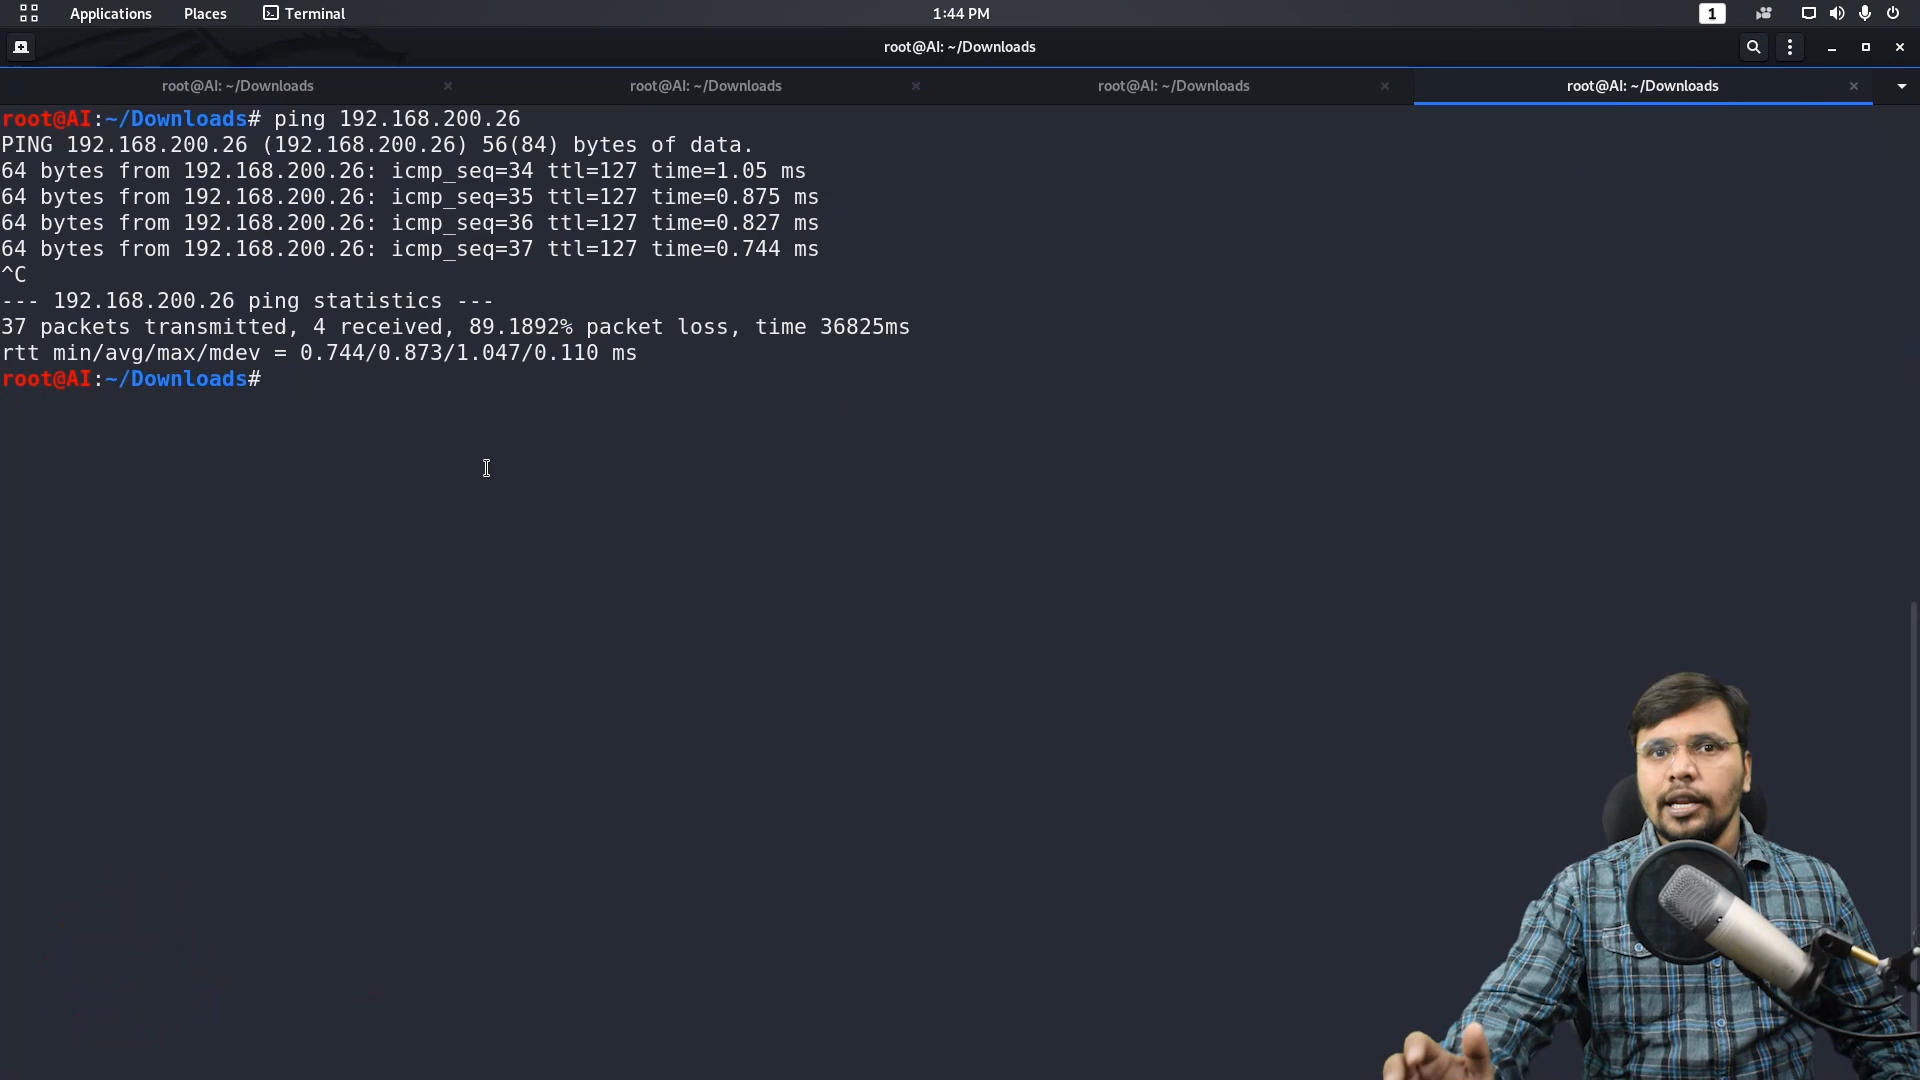 Applications Places Terminal 1:44 PM 1
root@AI: ~/Downloads
root@AI: ~/Downloads root@AI: ~/Downloads root@AI: ~/Downloads root@AI: ~/Downloads
root@AI:~/Downloads# ping 192.168.200.26
PING 192.168.200.26 (192.168.200.26) 56(84) bytes of data.
64 bytes from 192.168.200.26: icmp_seq=34 ttl=127 time=1.05 ms
64 bytes from 192.168.200.26: icmp_seq=35 ttl=127 time=0.875 ms
64 bytes from 192.168.200.26: icmp_seq=36 ttl=127 time=0.827 ms
64 bytes from 192.168.200.26: icmp_seq=37 ttl=127 time=0.744 ms
^C
--- 192.168.200.26 ping statistics ---
37 packets transmitted, 4 received, 89.1892% packet loss, time 36825ms
rtt min/avg/max/mdev = 0.744/0.873/1.047/0.110 ms
root@AI:~/Downloads#